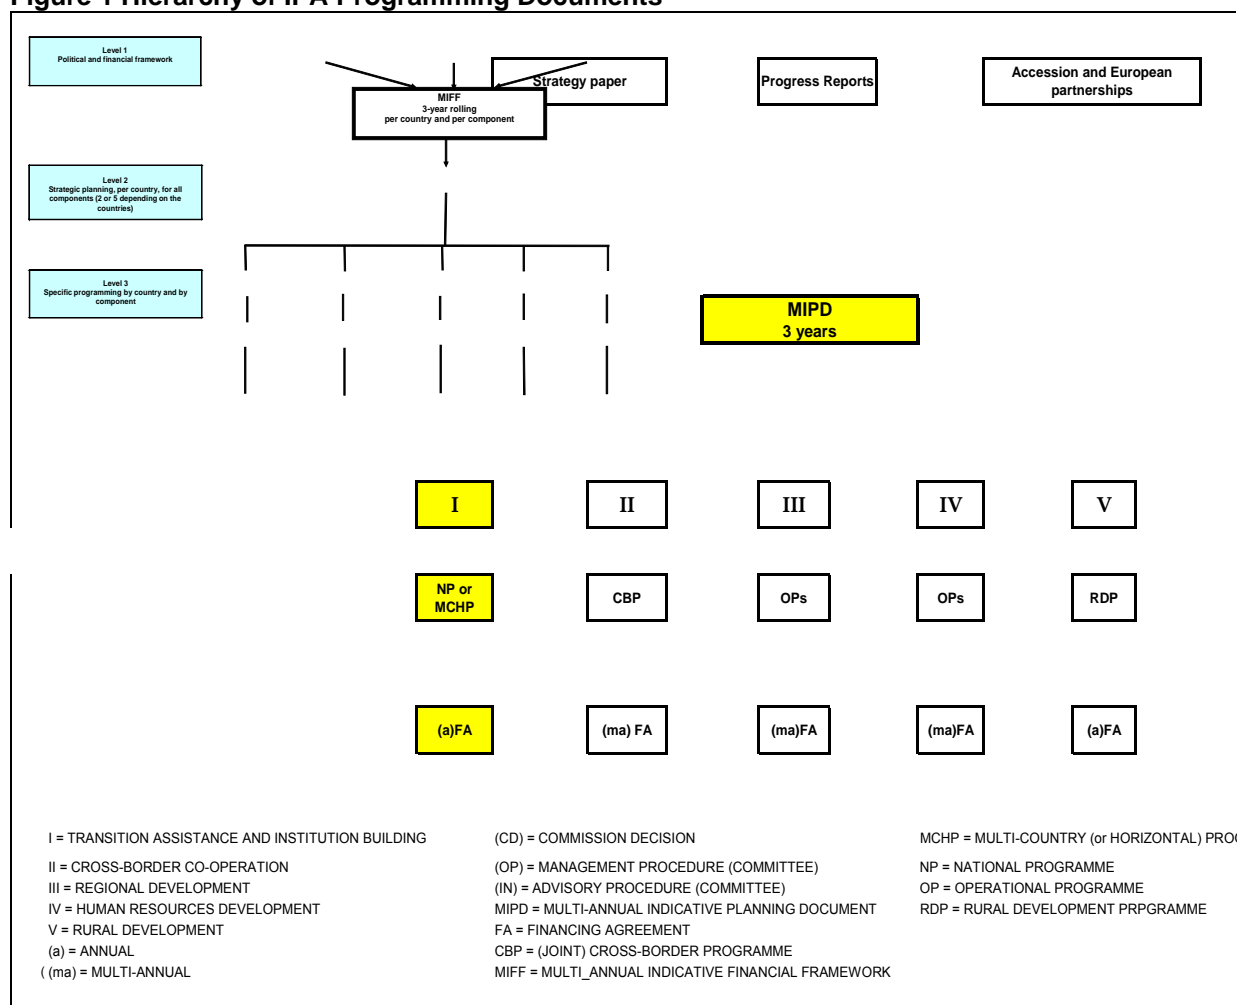 Figure 1 Hierarchy of IPA Programming Documents
Level 1
Political and financial framework
Strategy paper
Progress Reports
Accession and European
partnerships
MIFF
3-year rolling
per country and per component
Level 2
Strategic planning, per country, for all
components (2 or 5 depending on the
countries)
Level 3
Specific programming by country and by
component
MIPD
3 years
I
II
III
IV
V
NP or
MCHP
CBP
OPs
OPs
RDP
(a)FA
(ma) FA
(ma)FA
(ma)FA
(a)FA
I = TRANSITION ASSISTANCE AND INSTITUTION BUILDING
II = CROSS-BORDER CO-OPERATION
III = REGIONAL DEVELOPMENT
IV = HUMAN RESOURCES DEVELOPMENT
V = RURAL DEVELOPMENT
(a) = ANNUAL
( (ma) = MULTI-ANNUAL
(CD) = COMMISSION DECISION
(OP) = MANAGEMENT PROCEDURE (COMMITTEE)
(IN) = ADVISORY PROCEDURE (COMMITTEE)
MIPD = MULTI-ANNUAL INDICATIVE PLANNING DOCUMENT
FA = FINANCING AGREEMENT
CBP = (JOINT) CROSS-BORDER PROGRAMME
MIFF = MULTI_ANNUAL INDICATIVE FINANCIAL FRAMEWORK
MCHP = MULTI-COUNTRY (or HORIZONTAL)
NP = NATIONAL PROGRAMME
OP = OPERATIONAL PROGRAMME
RDP = RURAL DEVELOPMENT PRPGRAMME